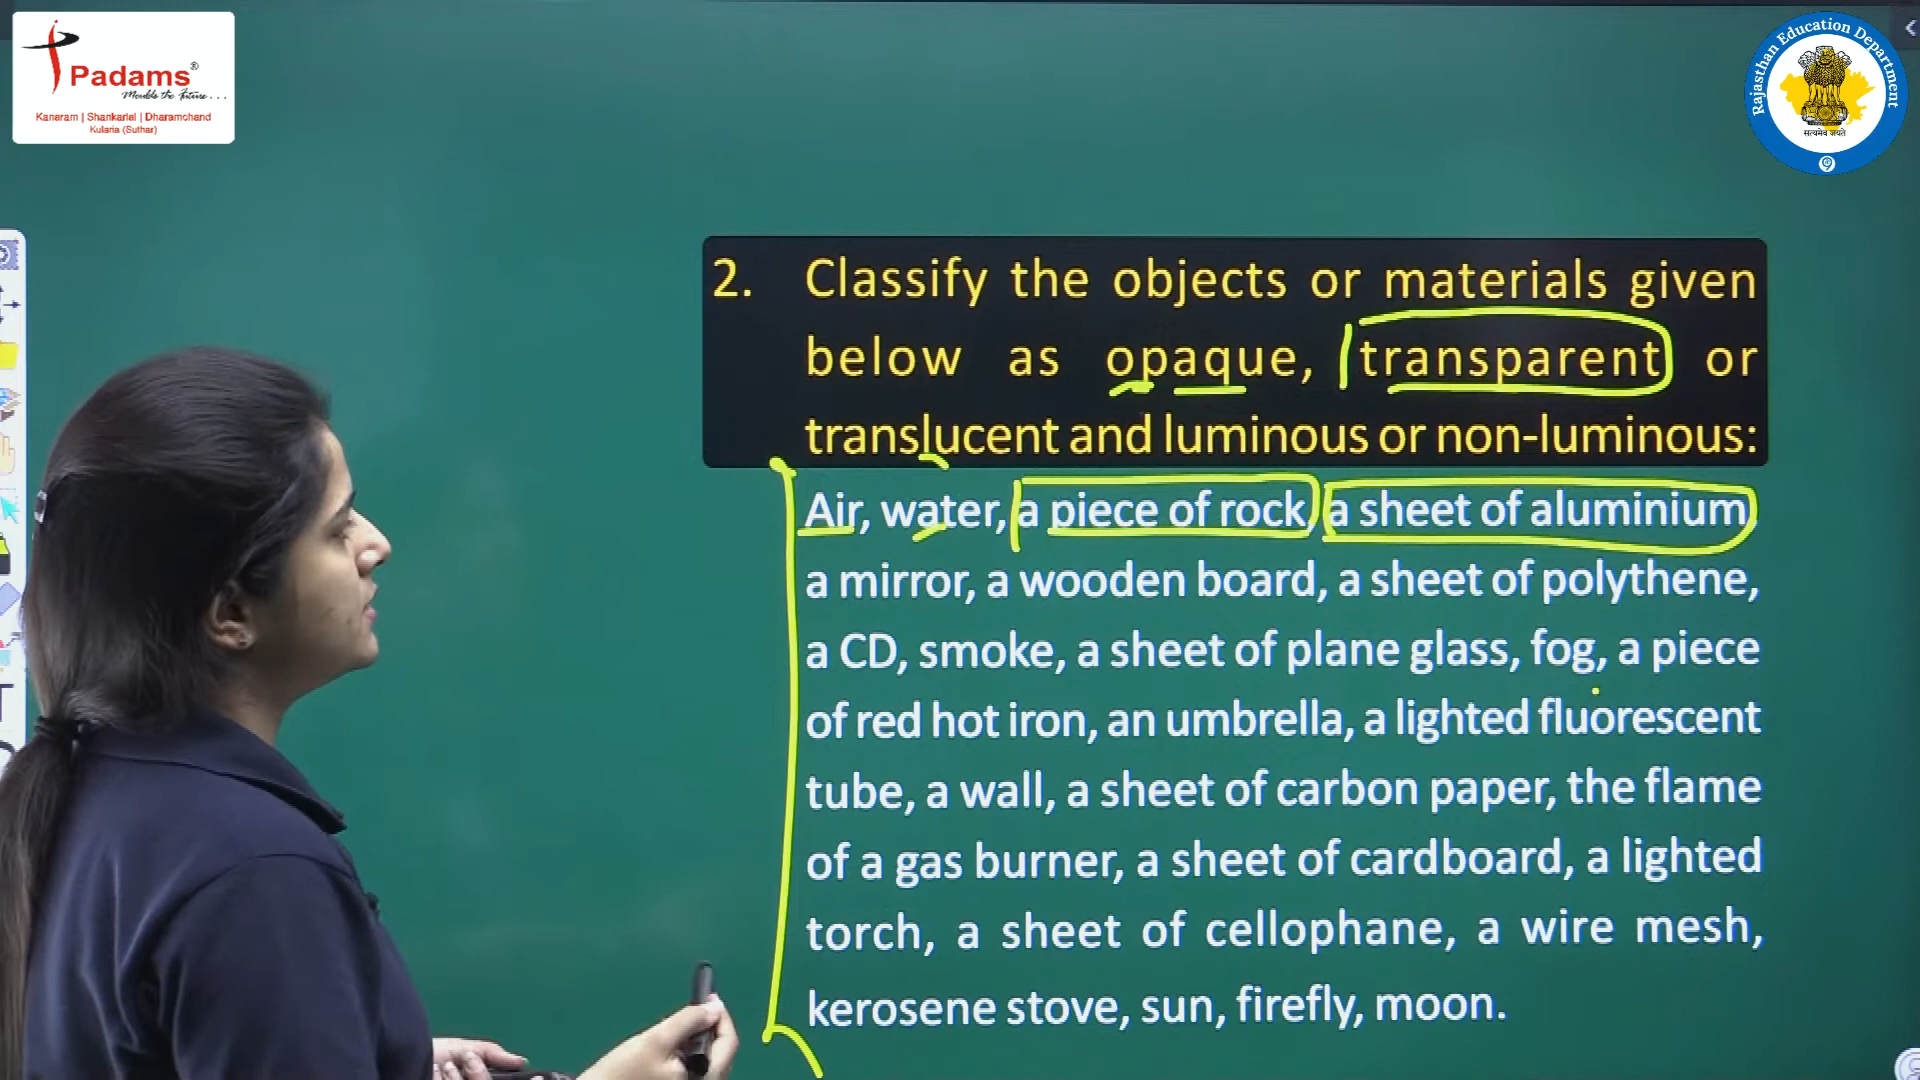 Padams®
Moulds the Future...
Kanaram | Shankarlal | Dharamchand
Kularia (Suthar)
Rajasthan Education Department
सत्यमेव जयते
2. Classify the objects or materials given
below as opaque, transparent or
translucent and luminous or non-luminous:
Air, water, a piece of rock, a sheet of aluminium,
a mirror, a wooden board, a sheet of polythene,
a CD, smoke, a sheet of plane glass, fog, a piece
of red hot iron, an umbrella, a lighted fluorescent
tube, a wall, a sheet of carbon paper, the flame
of a gas burner, a sheet of cardboard, a lighted
torch, a sheet of cellophane, a wire mesh,
kerosene stove, sun, firefly, moon.